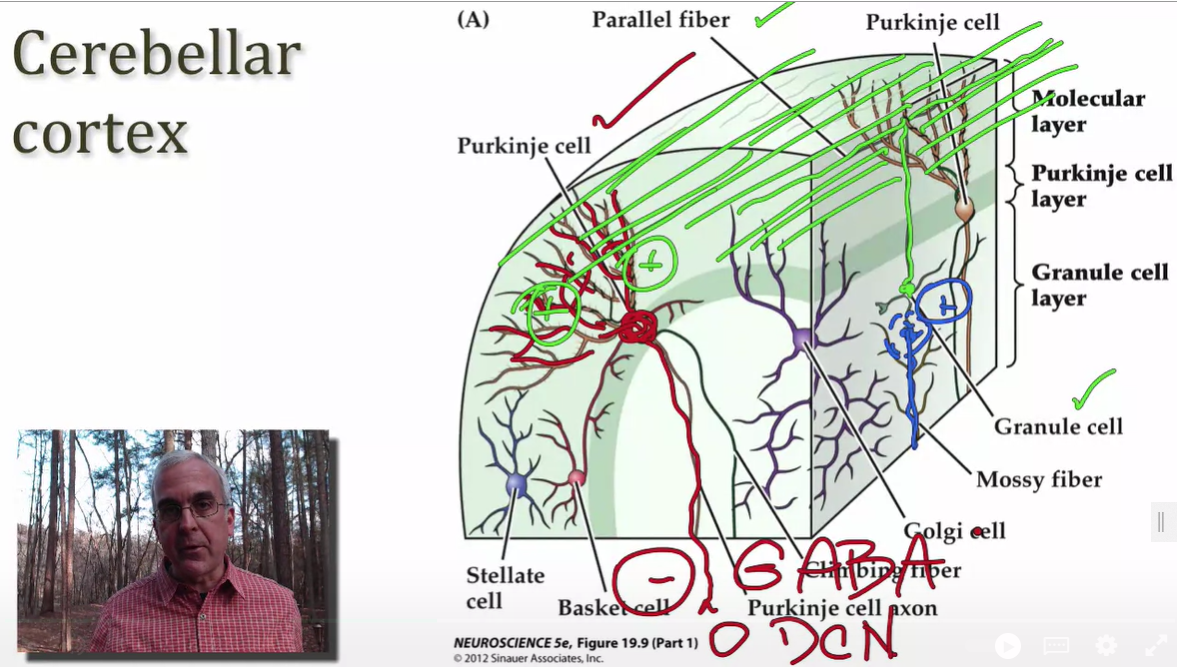 Cerebellar
cortex
(A)
Parallel fiber
Purkinje cell
Purkinje cell
Molecular
layer
Purkinje cell
layer
Granule cell
layer
+
+
+
Granule cell
Mossy fiber
Golgi cell
Climbing fiber
Purkinje cell axon
Stellate
cell
Basket cell
- GABA
O DCN
NEUROSCIENCE 5e, Figure 19.9 (Part 1)
© 2012 Sinauer Associates, Inc.